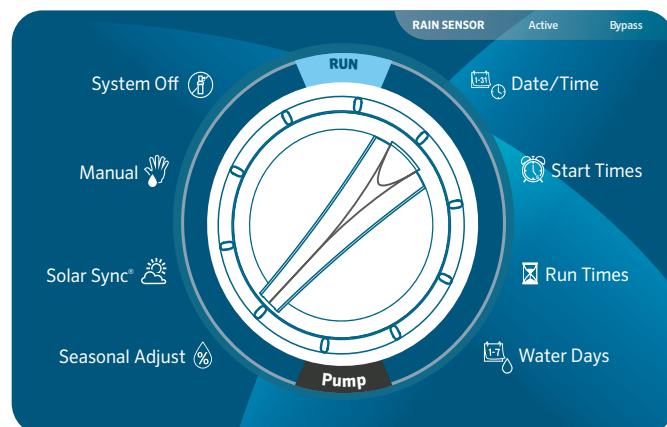 RAIN SENSOR Active Bypass
RUN
System Off
1-31
Date/Time
Manual
Start Times
Solar Sync®
Run Times
Seasonal Adjust %
1-7
Water Days
Pump